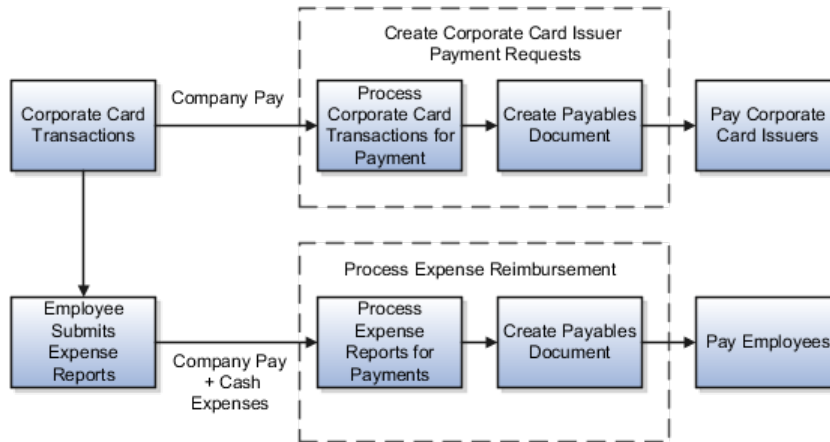 Create Corporate Card Issuer
Payment Requests
Corporate Card
Transactions
Company Pay
Process
Corporate Card
Transactions for
Payment
Create Payables
Document
Pay Corporate
Card Issuers
Process Expense Reimbursement
Employee
Submits
Expense
Reports
Company Pay
+ Cash
Expenses
Process
Expense
Reports for
Payments
Create Payables
Document
Pay Employees